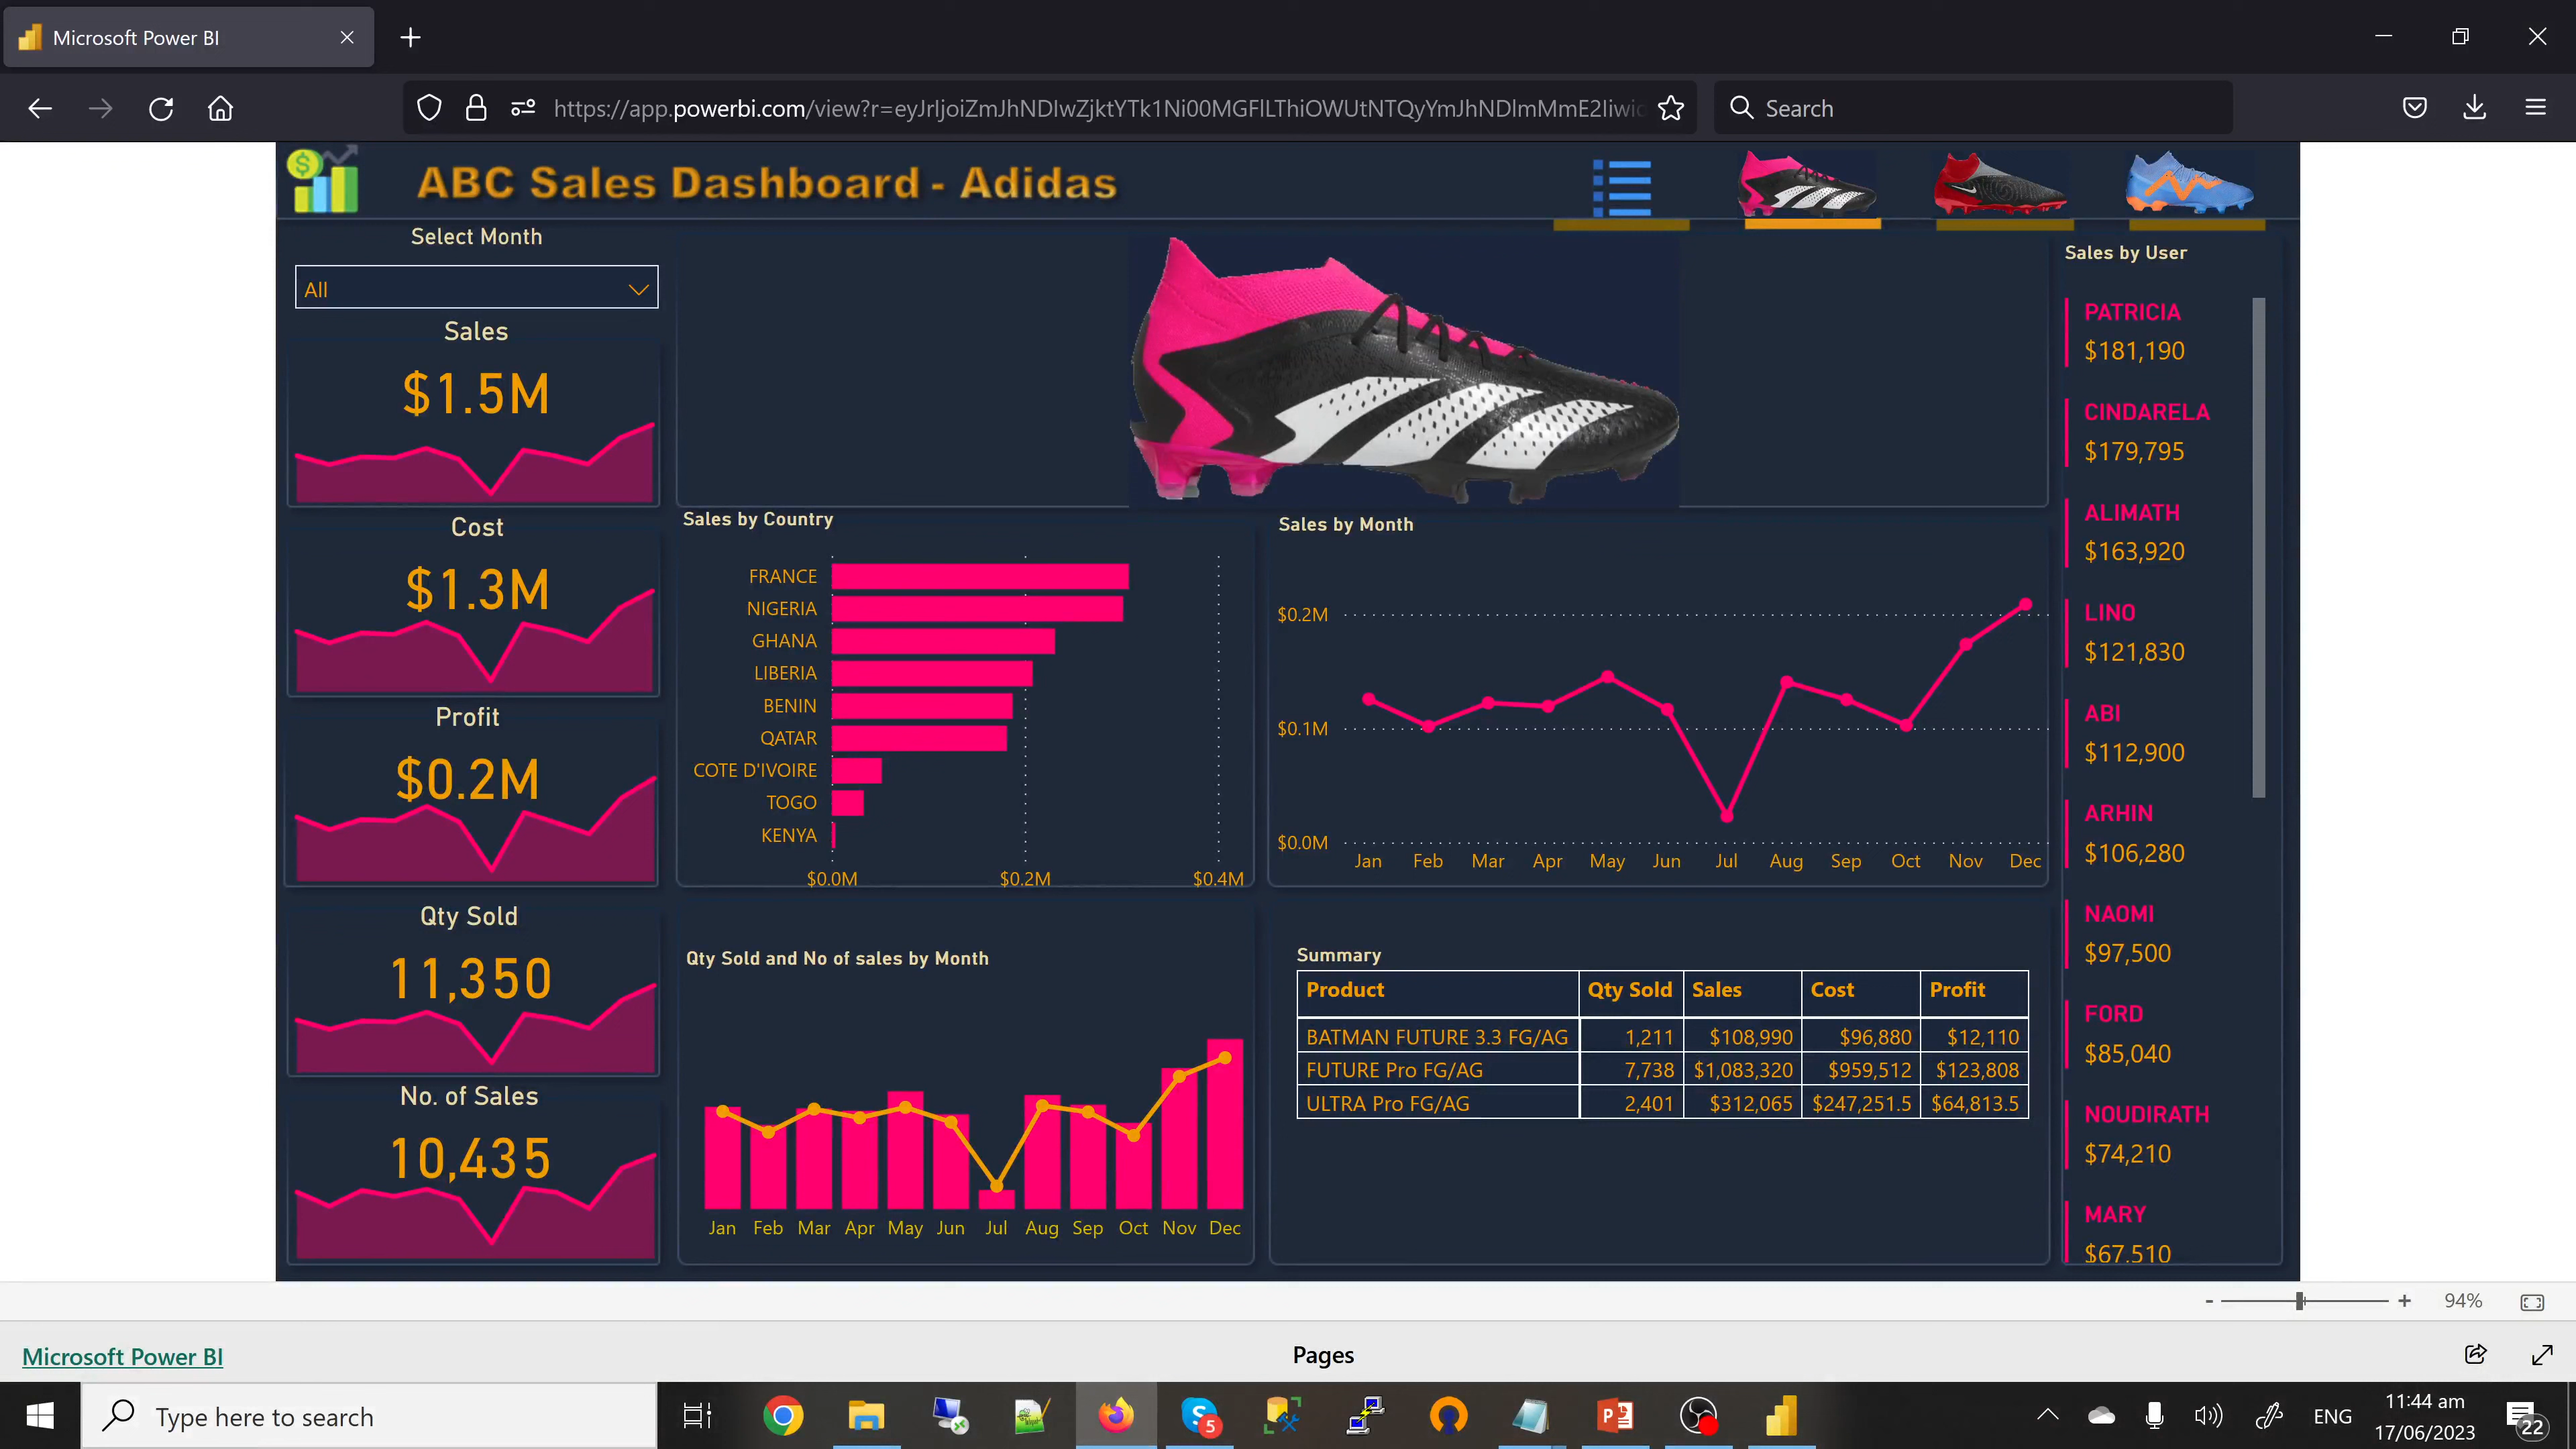 Microsoft Power BI
https://app.powerbi.com/view?r=eyJrIjoiZmJhNDIwZjktYTk1Ni00MGFlLThiOWUtNTQyYmJhNDlmMmE2Iiwic
Search
ABC Sales Dashboard - Adidas
Select Month
All
Sales
$1.5M
Cost
$1.3M
Profit
$0.2M
Qty Sold
11,350
No. of Sales
10,435
Sales by Country
FRANCE
NIGERIA
GHANA
LIBERIA
BENIN
QATAR
COTE D'IVOIRE
TOGO
KENYA
$0.0M $0.2M $0.4M
Sales by Month
$0.2M
$0.1M
$0.0M
Jan Feb Mar Apr May Jun Jul Aug Sep Oct Nov Dec
Qty Sold and No of sales by Month
Jan Feb Mar Apr May Jun Jul Aug Sep Oct Nov Dec
Summary
Product Qty Sold Sales Cost Profit
BATMAN FUTURE 3.3 FG/AG 1,211 $108,990 $96,880 $12,110
FUTURE Pro FG/AG 7,738 $1,083,320 $959,512 $123,808
ULTRA Pro FG/AG 2,401 $312,065 $247,251.5 $64,813.5
Sales by User
PATRICIA
$181,190
CINDARELA
$179,795
ALIMATH
$163,920
LINO
$121,830
ABI
$112,900
ARHIN
$106,280
NAOMI
$97,500
FORD
$85,040
NOUDIRATH
$74,210
MARY
$67,510
- + 94%
Microsoft Power BI
Pages
Type here to search
5
ENG
11:44 am
17/06/2023
22